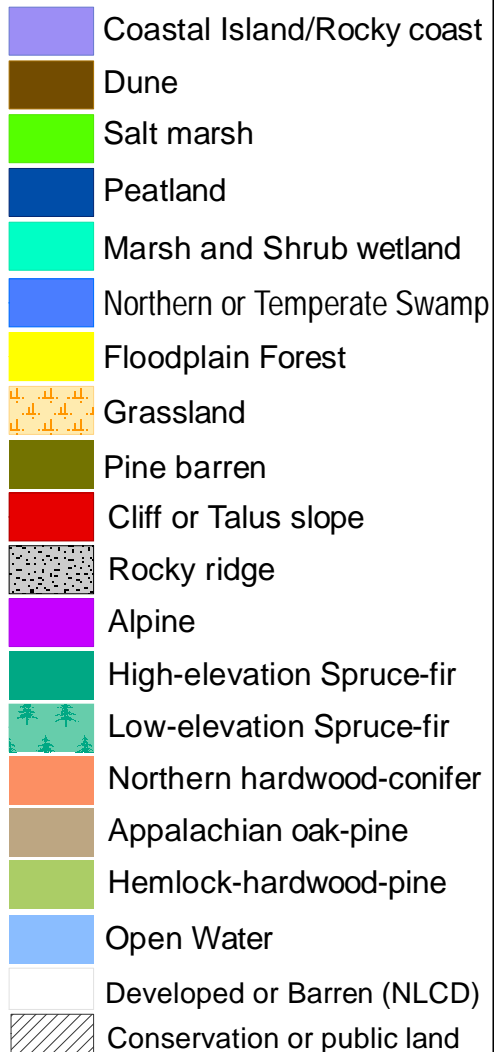 Coastal Island/Rocky coast
Dune
Salt marsh
Peatland
Marsh and Shrub wetland
Northern or Temperate Swamp
Floodplain Forest
Grassland
Pine barren
Cliff or Talus slope
Rocky ridge
Alpine
High-elevation Spruce-fir
Low-elevation Spruce-fir
Northern hardwood-conifer
Appalachian oak-pine
Hemlock-hardwood-pine
Open Water
Developed or Barren (NLCD)
Conservation or public land